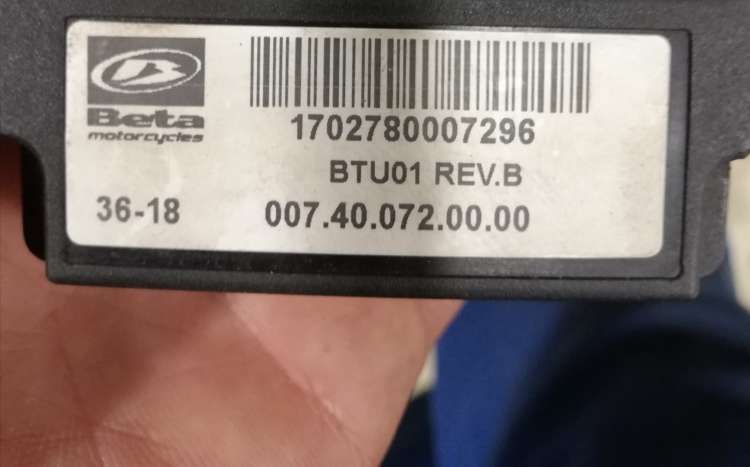 Beta
motorcycles
1702780007296
BTU01 REV.B
36-18
007.40.072.00.00